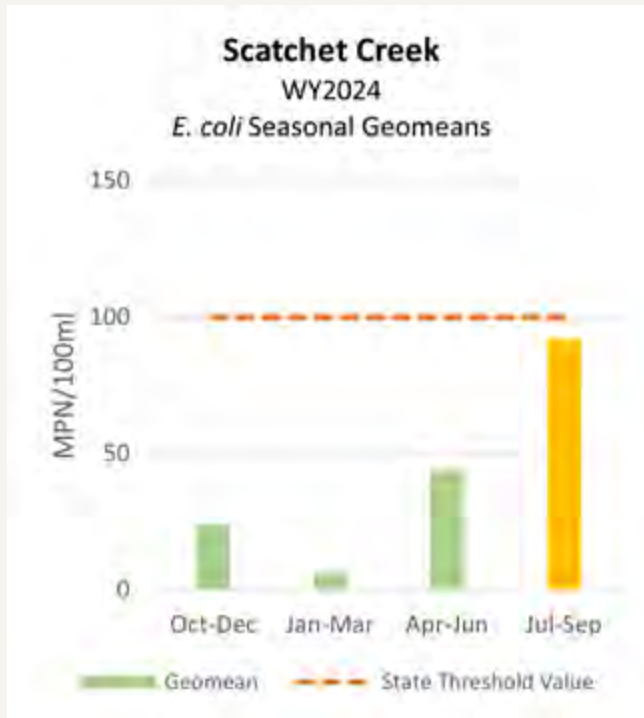 Scatchet Creek
WY2024
E. coli Seasonal Geomeans
150
100
50
0
MPN/100ml
Oct-Dec Jan-Mar Apr-Jun Jul-Sep
Geomean State Threshold Value